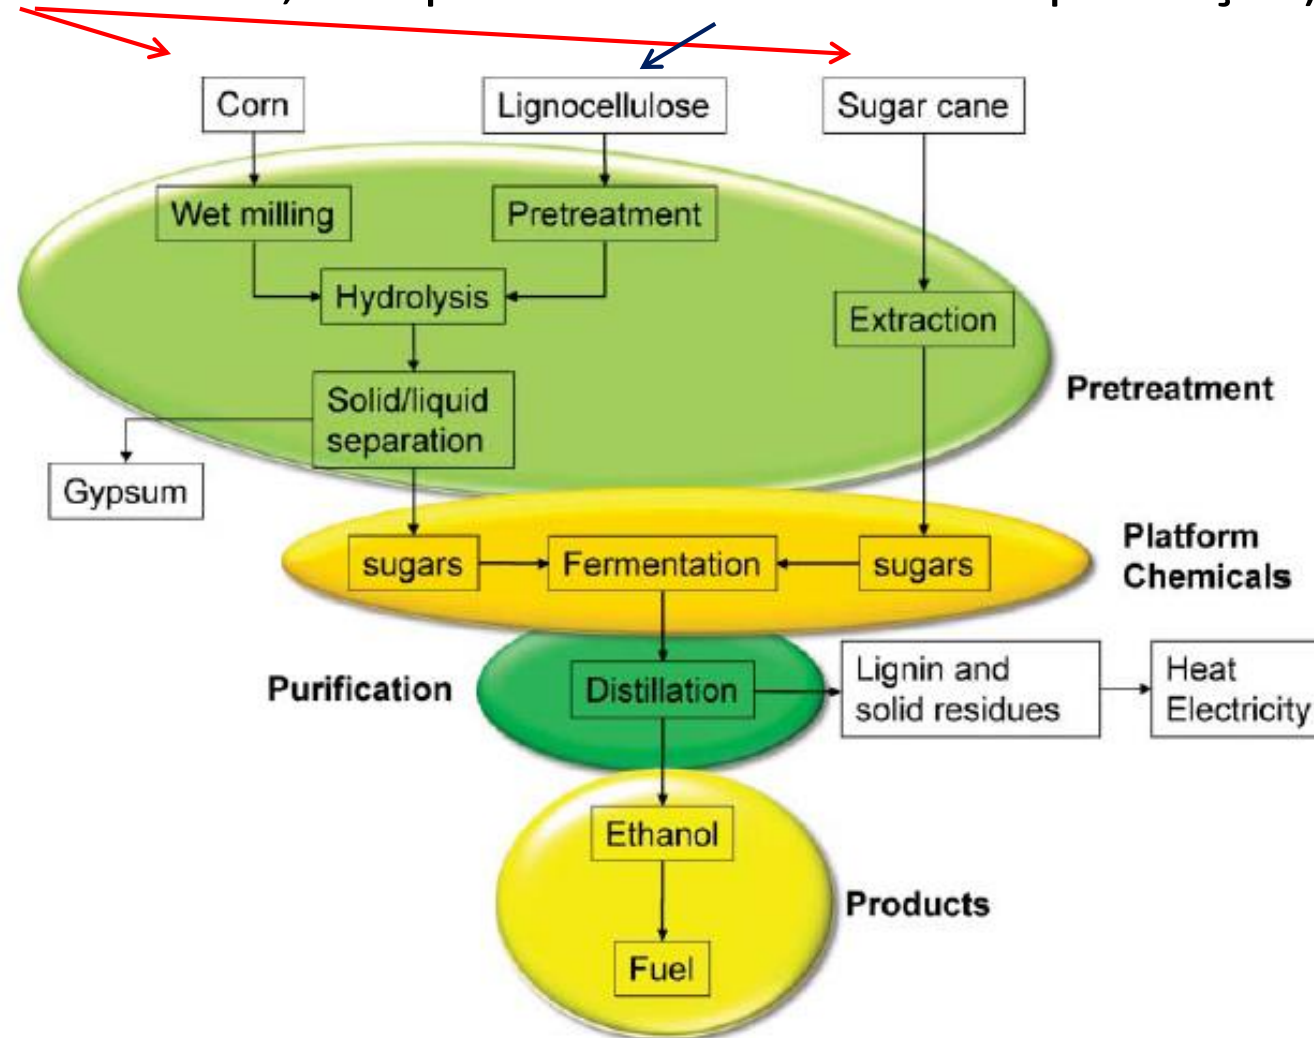 Corn
Lignocellulose
Sugar cane
Wet milling
Pretreatment
Hydrolysis
Extraction
Solid/liquid
separation
Pretreatment
Gypsum
sugars
Fermentation
sugars
Platform
Chemicals
Purification
Distillation
Lignin and
solid residues
Heat
Electricity
Ethanol
Products
Fuel